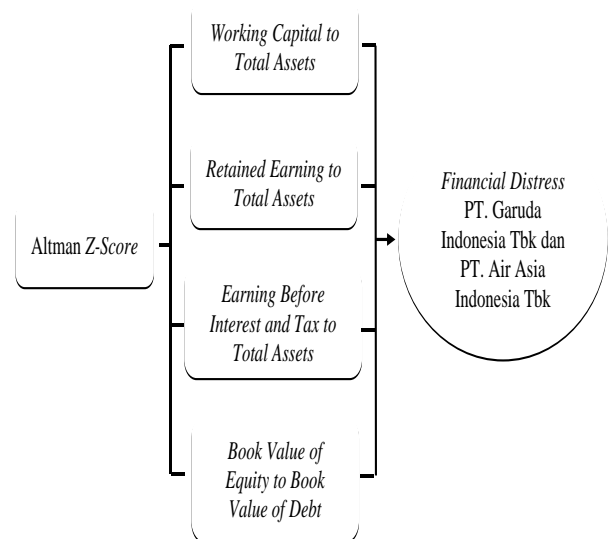 Altman Z-Score
Working Capital to
Total Assets
Retained Earning to
Total Assets
Earning Before
Interest and Tax to
Total Assets
Book Value of
Equity to Book
Value of Debt
Financial Distress
PT. Garuda
Indonesia Tbk dan
PT. Air Asia
Indonesia Tbk